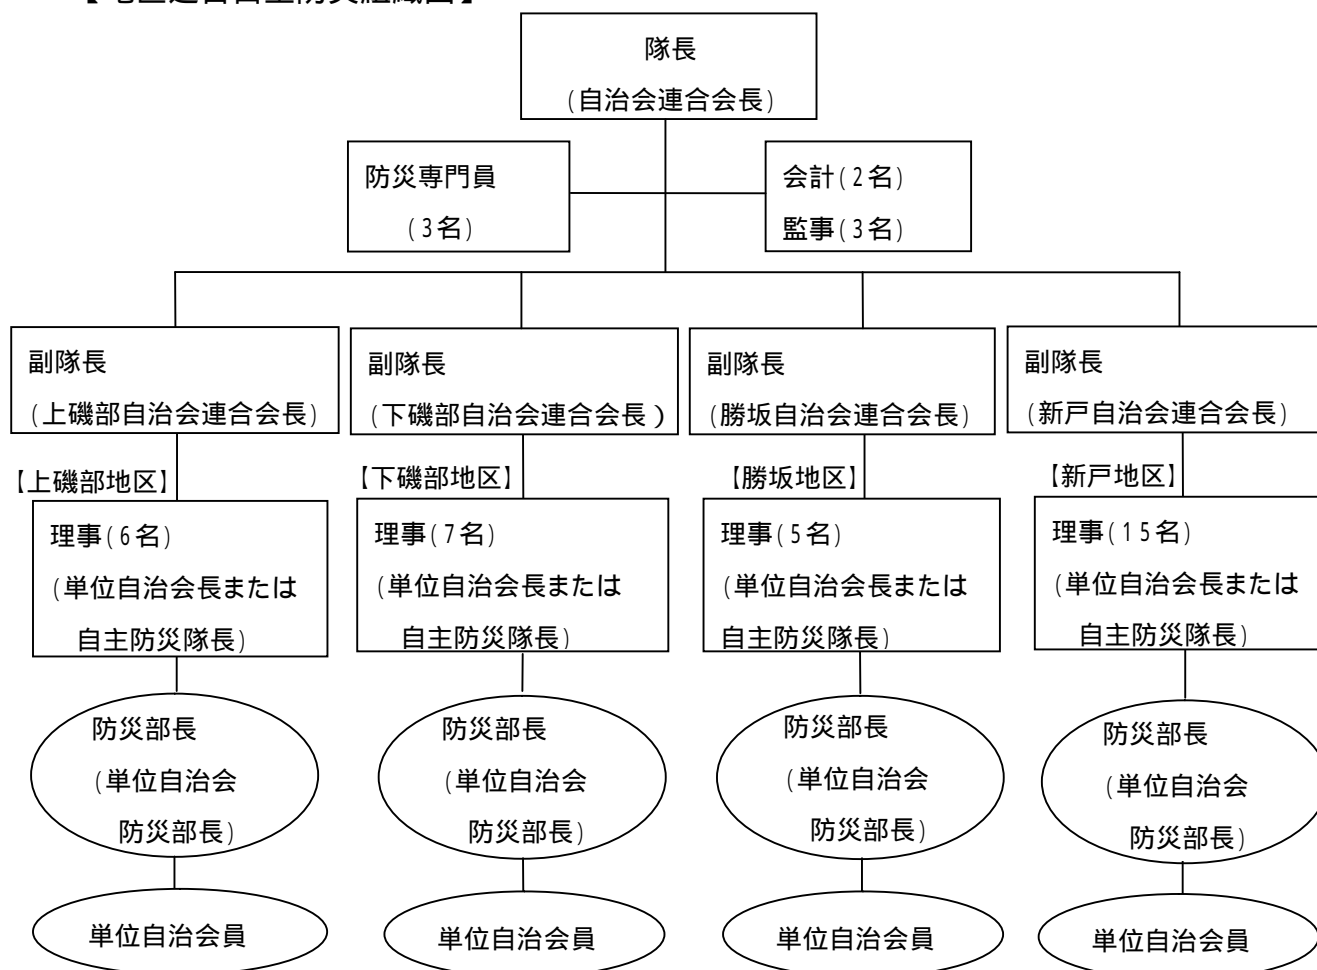 隊長
(自治会連合会長)
防災専門員
(3名)
会計(2名)
監事(3名)
副隊長
(上磯部自治会連合会長)
副隊長
(下磯部自治会連合会長)
副隊長
(勝坂自治会連合会長)
副隊長
(新戸自治会連合会長)
【上磯部地区】
【下磯部地区】
【勝坂地区】
【新戸地区】
理事(6名)
(単位自治会長または
自主防災隊長)
理事(7名)
(単位自治会長または
自主防災隊長)
理事(5名)
(単位自治会長または
自主防災隊長)
理事(15名)
(単位自治会長または
自主防災隊長)
防災部長
(単位自治会
防災部長)
防災部長
(単位自治会
防災部長)
防災部長
(単位自治会
防災部長)
防災部長
(単位自治会
防災部長)
単位自治会員
単位自治会員
単位自治会員
単位自治会員